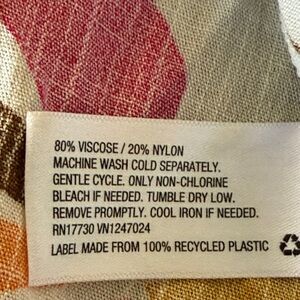 80% VISCOSE / 20% NYLON
MACHINE WASH COLD SEPARATELY.
GENTLE CYCLE. ONLY NON-CHLORINE
BLEACH IF NEEDED. TUMBLE DRY LOW.
REMOVE PROMPTLY. COOL IRON IF NEEDED.
RN17730 VN1247024
LABEL MADE FROM 100% RECYCLED PLASTIC